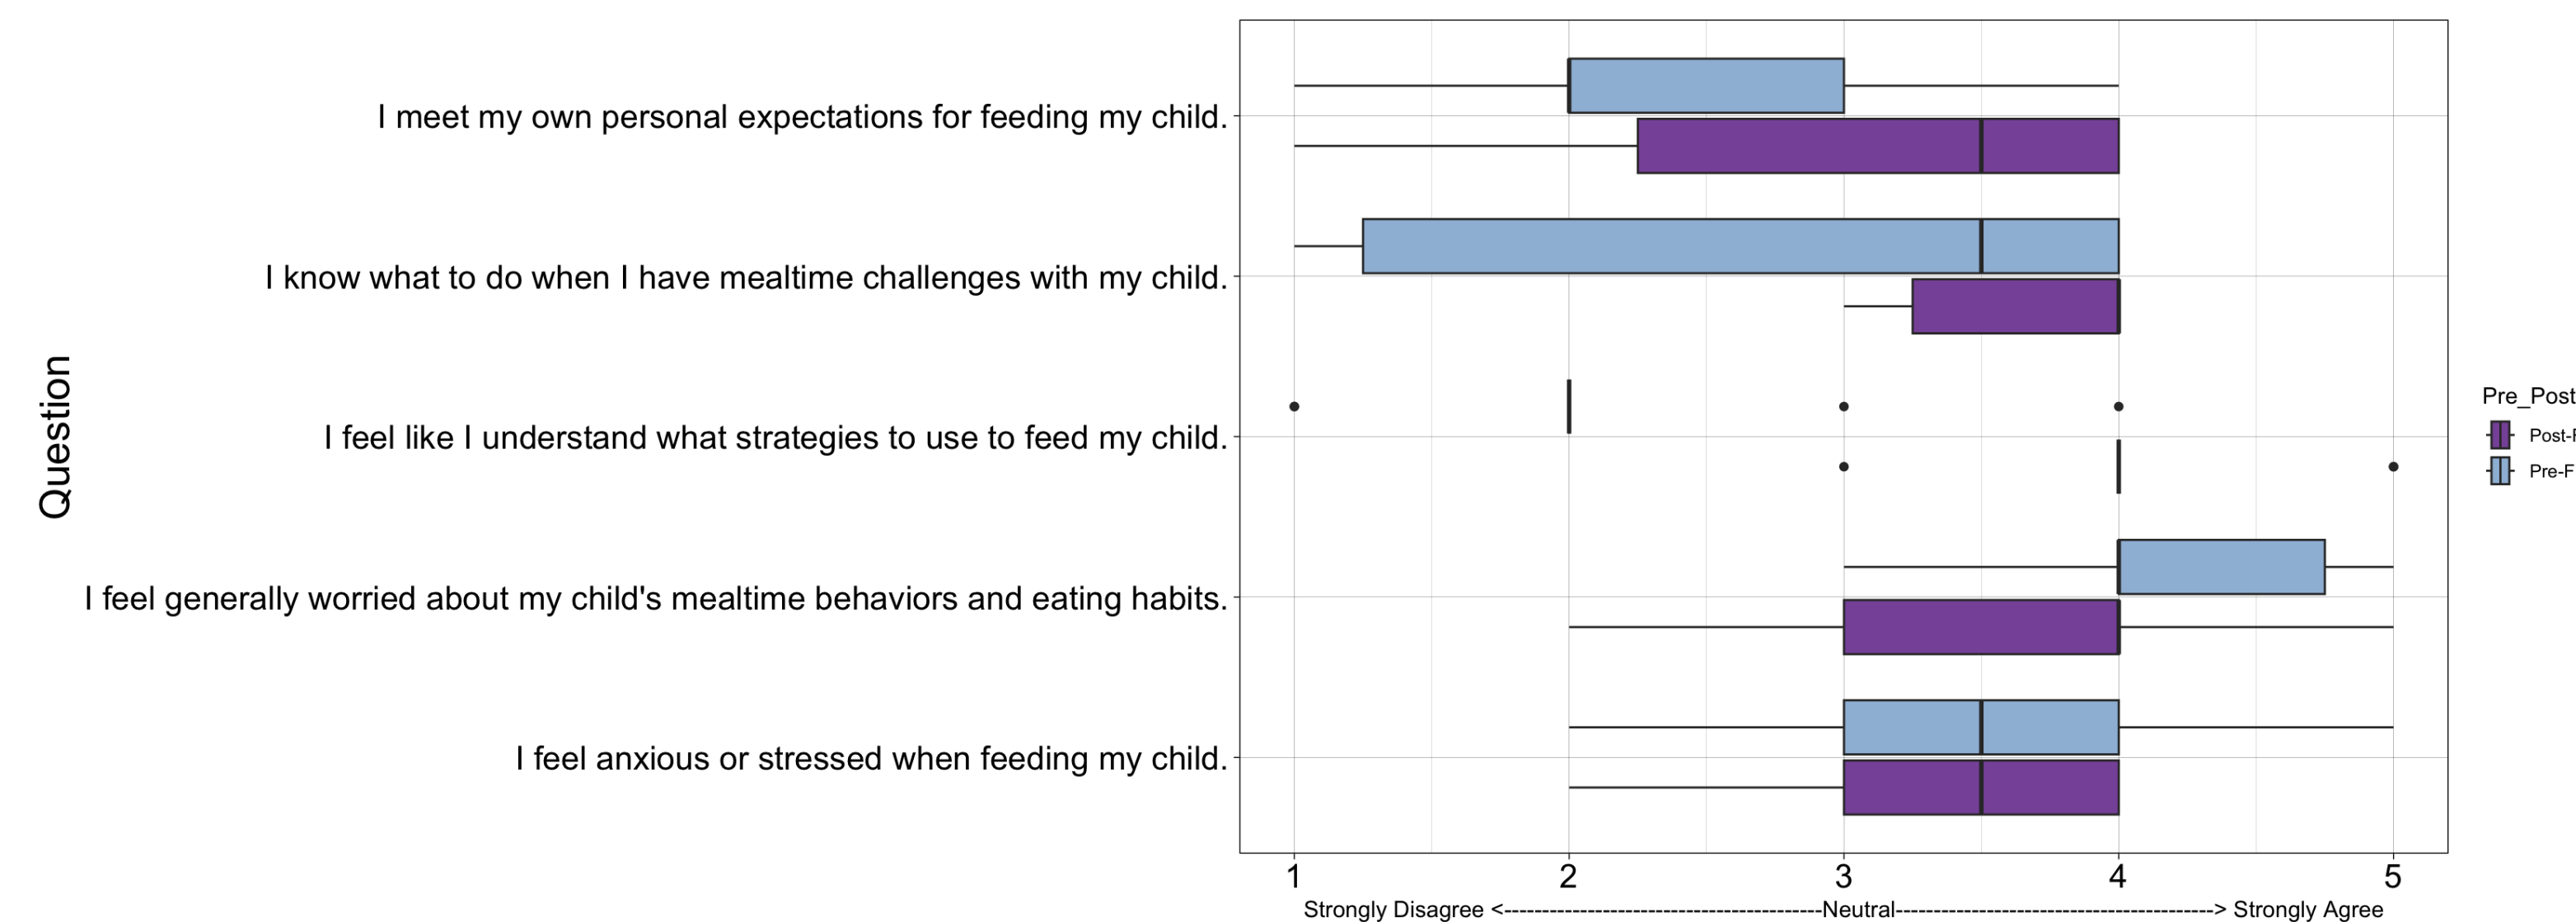 I meet my own personal expectations for feeding my child.
I know what to do when I have mealtime challenges with my child.
I feel like I understand what strategies to use to feed my child.
I feel generally worried about my child's mealtime behaviors and eating habits.
I feel anxious or stressed when feeding my child.
Question
1 2 3 4 5
Strongly Disagree <----------------------------------------Neutral----------------------------------------> Strongly Agree
Pre_Post
Post-
Pre-F